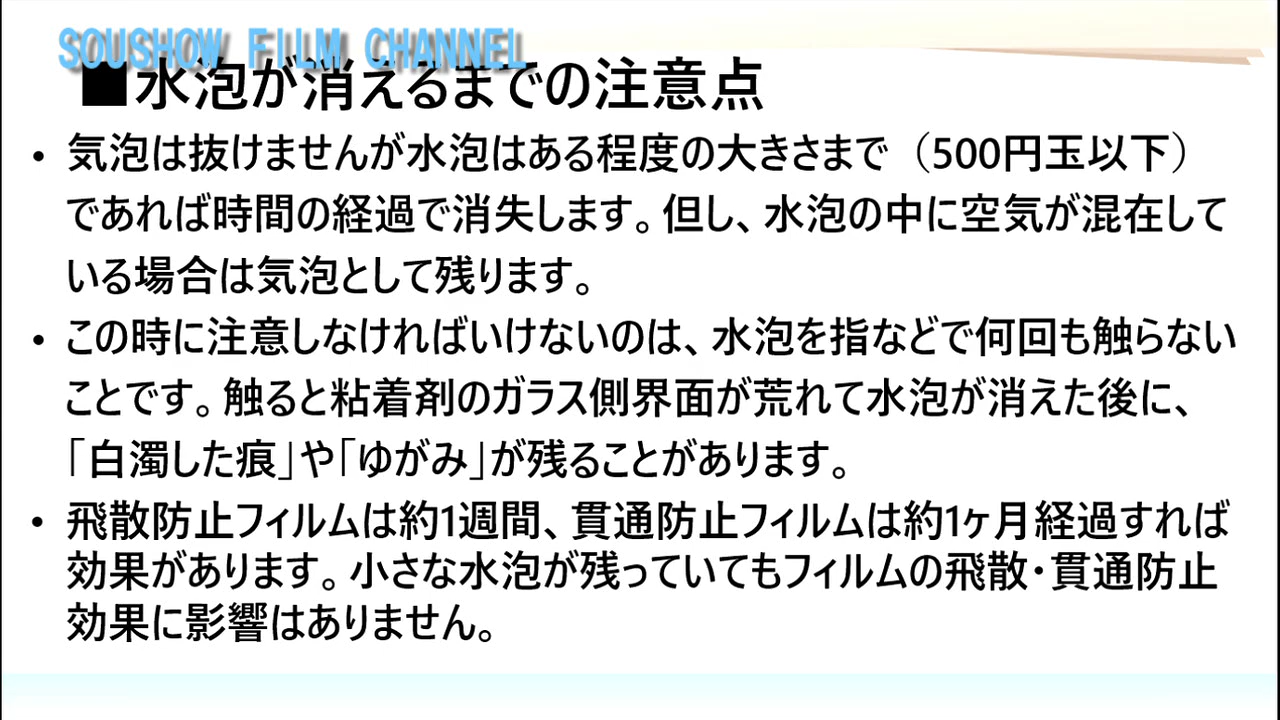 SOUSHOW FILM CHANNEL
■水泡が消えるまでの注意点
• 気泡は抜けませんが水泡はある程度の大きさまで（500円玉以下）
であれば時間の経過で消失します。但し、水泡の中に空気が混在して
いる場合は気泡として残ります。
• この時に注意しなければいけないのは、水泡を指などで何回も触らない
ことです。触ると粘着剤のガラス側界面が荒れて水泡が消えた後に、
「白濁した痕」や「ゆがみ」が残ることがあります。
• 飛散防止フィルムは約1週間、貫通防止フィルムは約1ヶ月経過すれば
効果があります。小さな水泡が残っていてもフィルムの飛散・貫通防止
効果に影響はありません。